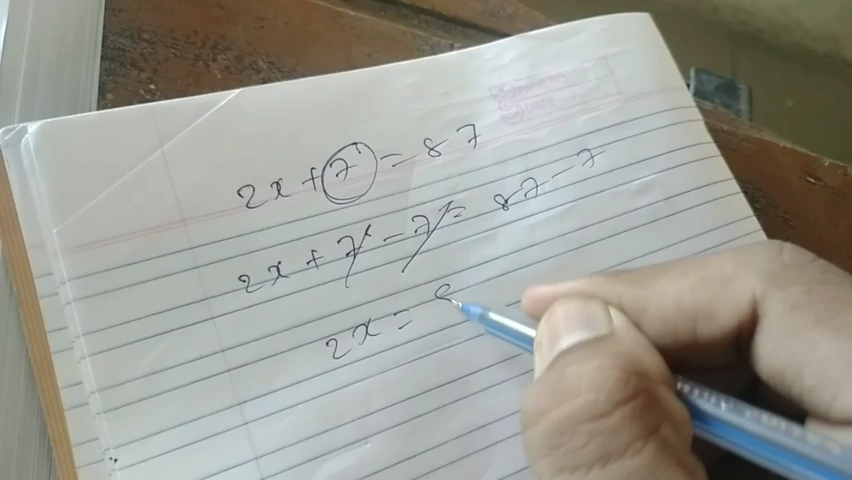 2x + 7 = 87
2x + 7 - 7 = 87 - 7
2x =